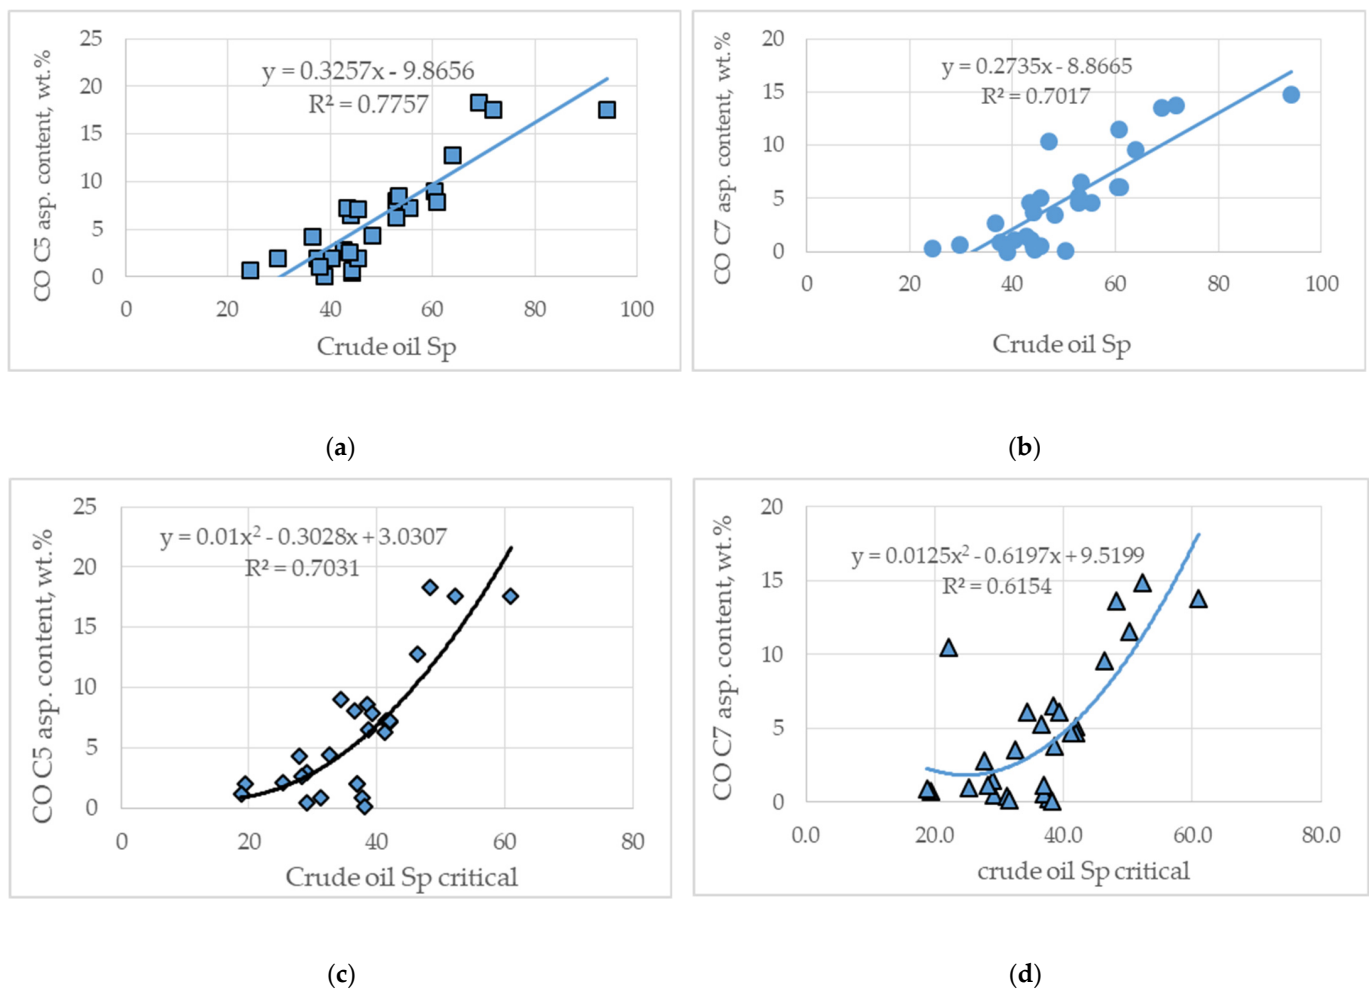 CO C5 asp. content, wt.%
25
20
15
10
5
0
y = 0.3257x - 9.8656
R² = 0.7757
0 20 40 60 80 100
Crude oil Sp
CO C7 asp. content, wt.%
20
15
10
5
0
y = 0.2735x - 8.8665
R² = 0.7017
0 20 40 60 80 100
Crude oil Sp
(a)
(b)
CO C5 asp. content, wt.%
25
20
15
10
5
0
y = 0.01x² - 0.3028x + 3.0307
R² = 0.7031
0 20 40 60 80
Crude oil Sp critical
CO C7 asp. content, wt.%
20
15
10
5
0
y = 0.0125x² - 0.6197x + 9.5199
R² = 0.6154
0.0 20.0 40.0 60.0 80.0
crude oil Sp critical
(c)
(d)